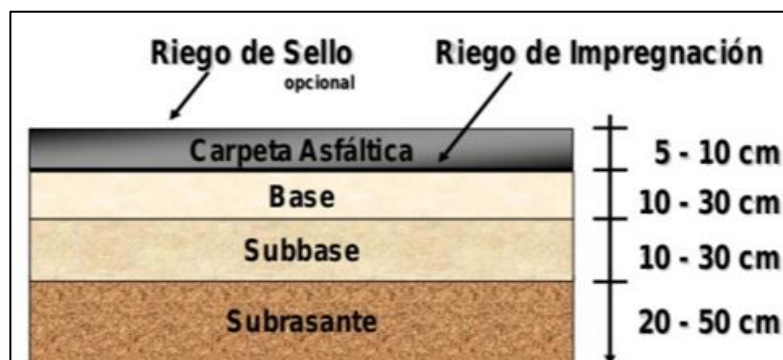 Riego de Sello
opcional
Riego de Impregnación
Carpeta Asfáltica
5 - 10 cm
Base
10 - 30 cm
Subbase
10 - 30 cm
Subrasante
20 - 50 cm